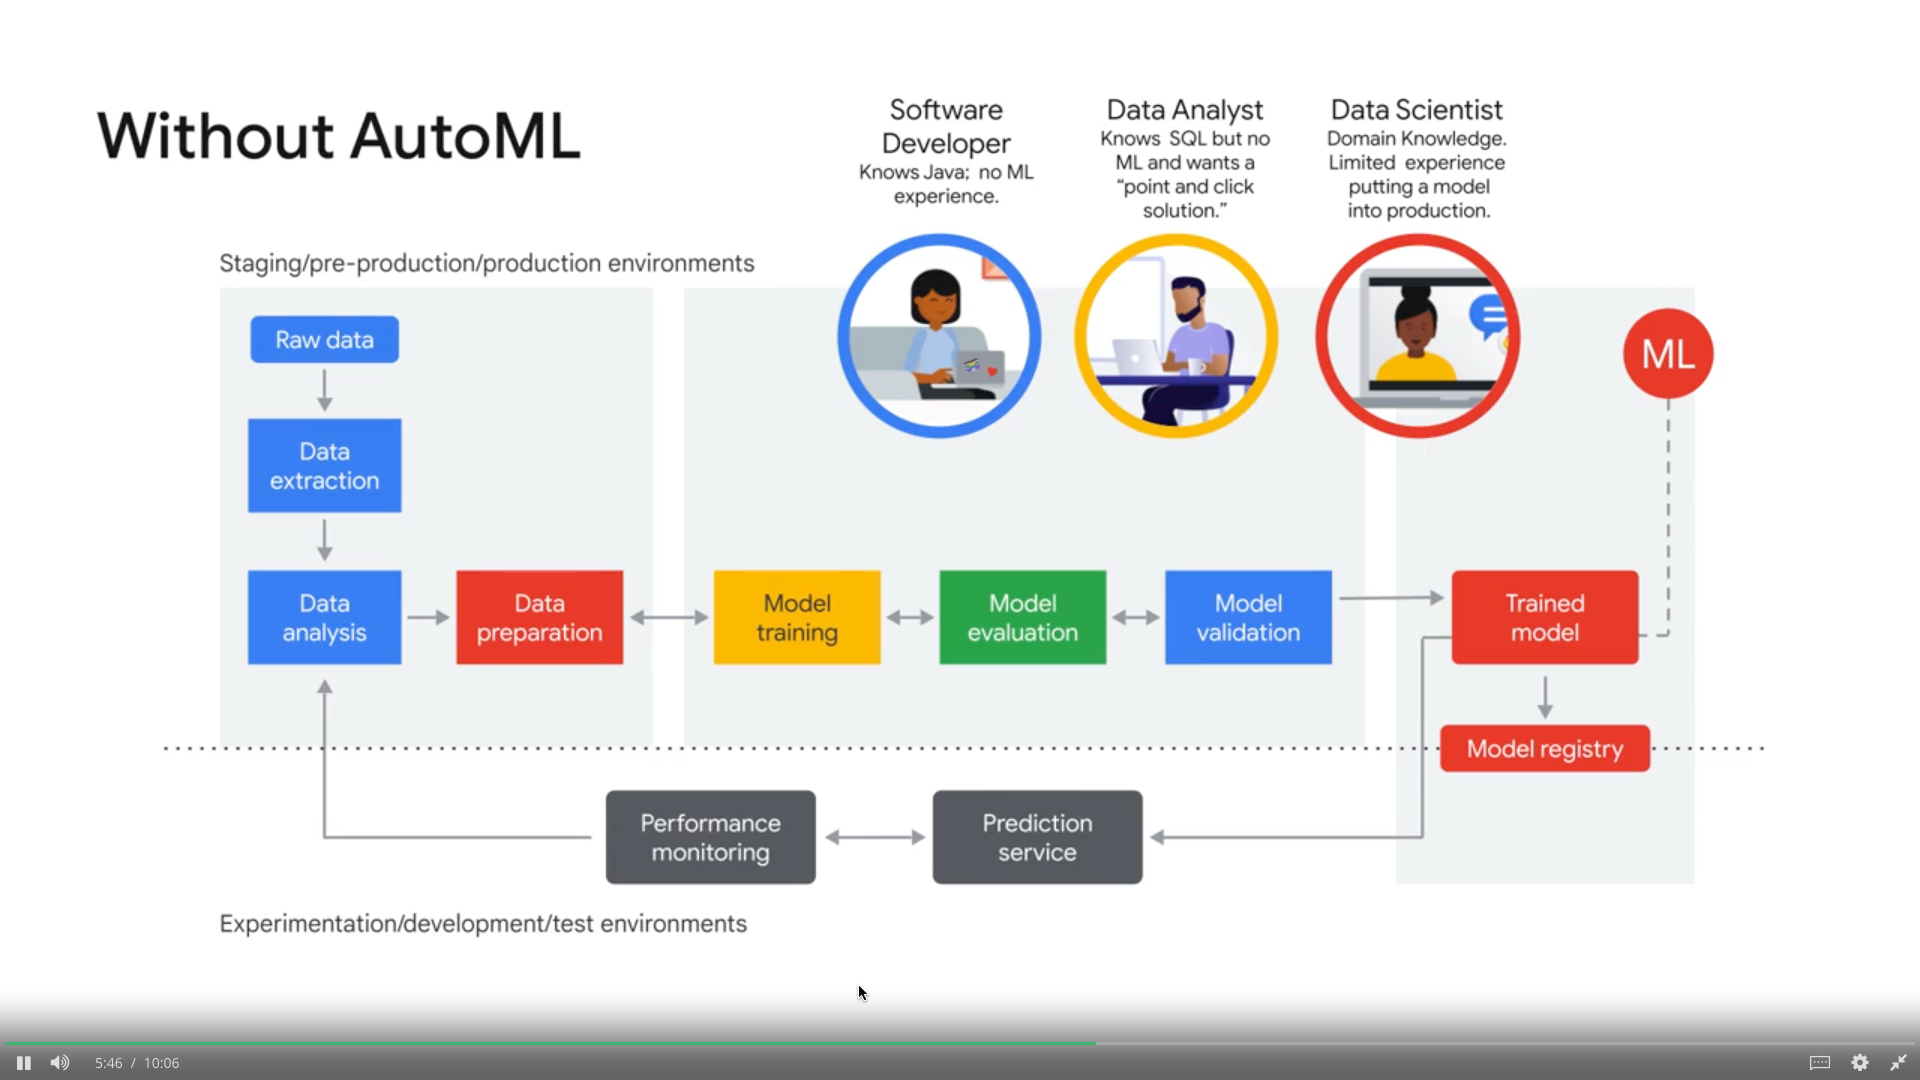 Without AutoML
Software
Developer
Knows Java; no ML
experience.
Data Analyst
Knows SQL but no
ML and wants a
“point and click
solution.”
Data Scientist
Domain Knowledge.
Limited experience
putting a model
into production.
Staging/pre-production/production environments
Raw data
ML
Data
extraction
Data
analysis
Data
preparation
Model
training
Model
evaluation
Model
validation
Trained
model
Model registry
Performance
monitoring
Prediction
service
Experimentation/development/test environments
5:46 / 10:06